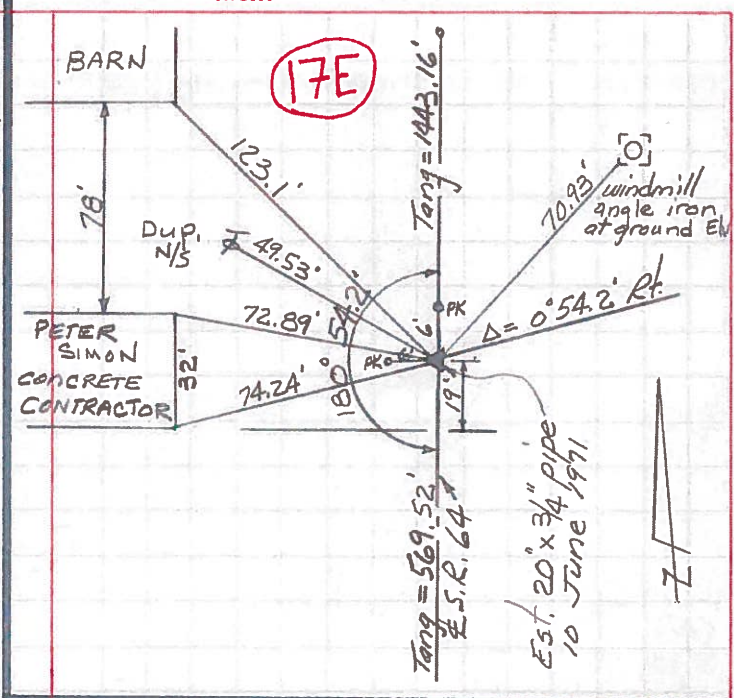 BARN
17E
Tang = 1443.16'
123.1'
78'
Dup.
N/S
49.53'
70.93'
windmill
angle iron
at ground El
72.89'
180° 54.2'
PK
6'
PK
Δ = 0°54.2' Rt.
PETER
SIMON
CONCRETE
CONTRACTOR
32'
74.24'
19'
Tang = 569.52'
℄ S.R. 64
Est. 20" x 3/4" pipe
10 June 1971